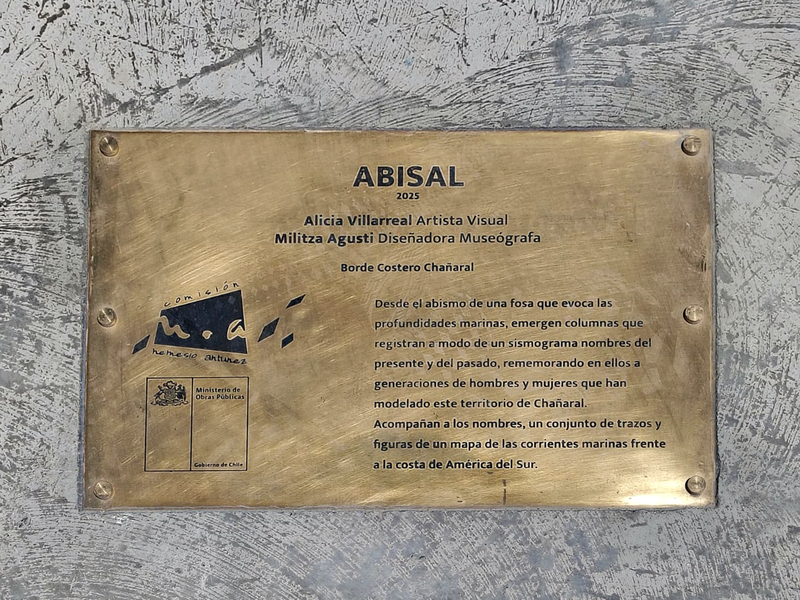 ABISAL
2025
Alicia Villarreal Artista Visual
Militza Agusti Diseñadora Museógrafa
Borde Costero Chañaral
comisión
n.a
nemesio antúnez
Ministerio de
Obras Públicas
Gobierno de Chile
Desde el abismo de una fosa que evoca las
profundidades marinas, emergen columnas que
registran a modo de un sismograma nombres del
presente y del pasado, rememorando en ellos a
generaciones de hombres y mujeres que han
modelado este territorio de Chañaral.
Acompañan a los nombres, un conjunto de trazos y
figuras de un mapa de las corrientes marinas frente
a la costa de América del Sur.